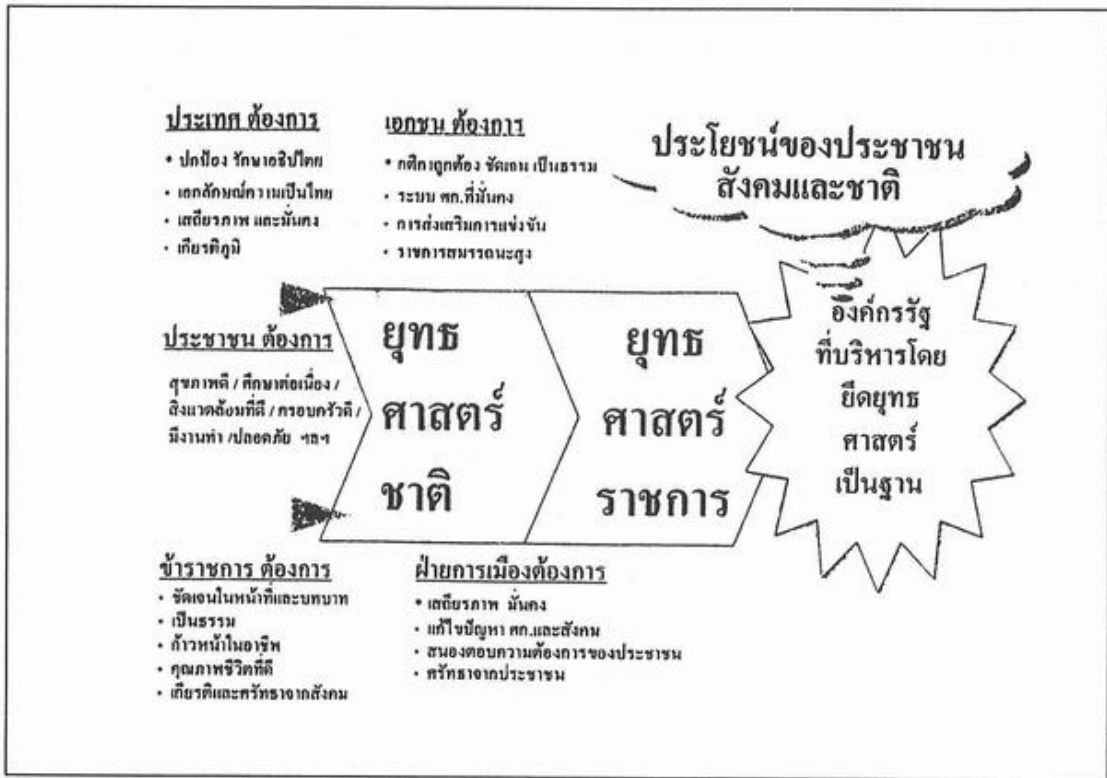 ประเทศ ต้องการ
• ปกป้อง รักษาอธิปไตย
• เอกลักษณ์ความเป็นไทย
• เสถียรภาพ และมั่นคง
• เกียรติภูมิ
เอกชน ต้องการ
• กติกาถูกต้อง ชัดเจน เป็นธรรม
• ระบบ ศก.ที่มั่นคง
• การส่งเสริมการแข่งขัน
• ราชการสมรรถนะสูง
ประโยชน์ของประชาชน
สังคมและชาติ
ประชาชน ต้องการ
สุขภาพดี / ศึกษาต่อเนื่อง /
สิ่งแวดล้อมที่ดี / ครอบครัวดี /
มีงานทำ /ปลอดภัย ฯลฯ
ยุทธ
ศาสตร์
ชาติ
ยุทธ
ศาสตร์
ราชการ
องค์กรรัฐ
ที่บริหารโดย
ยึดยุทธ
ศาสตร์
เป็นฐาน
ข้าราชการ ต้องการ
• ชัดเจนในหน้าที่และบทบาท
• เป็นธรรม
• ก้าวหน้าในอาชีพ
• คุณภาพชีวิตที่ดี
• เกียรติและศรัทธาจากสังคม
ฝ่ายการเมืองต้องการ
• เสถียรภาพ มั่นคง
• แก้ไขปัญหา ศก.และสังคม
• สนองตอบความต้องการของประชาชน
• ศรัทธาจากประชาชน